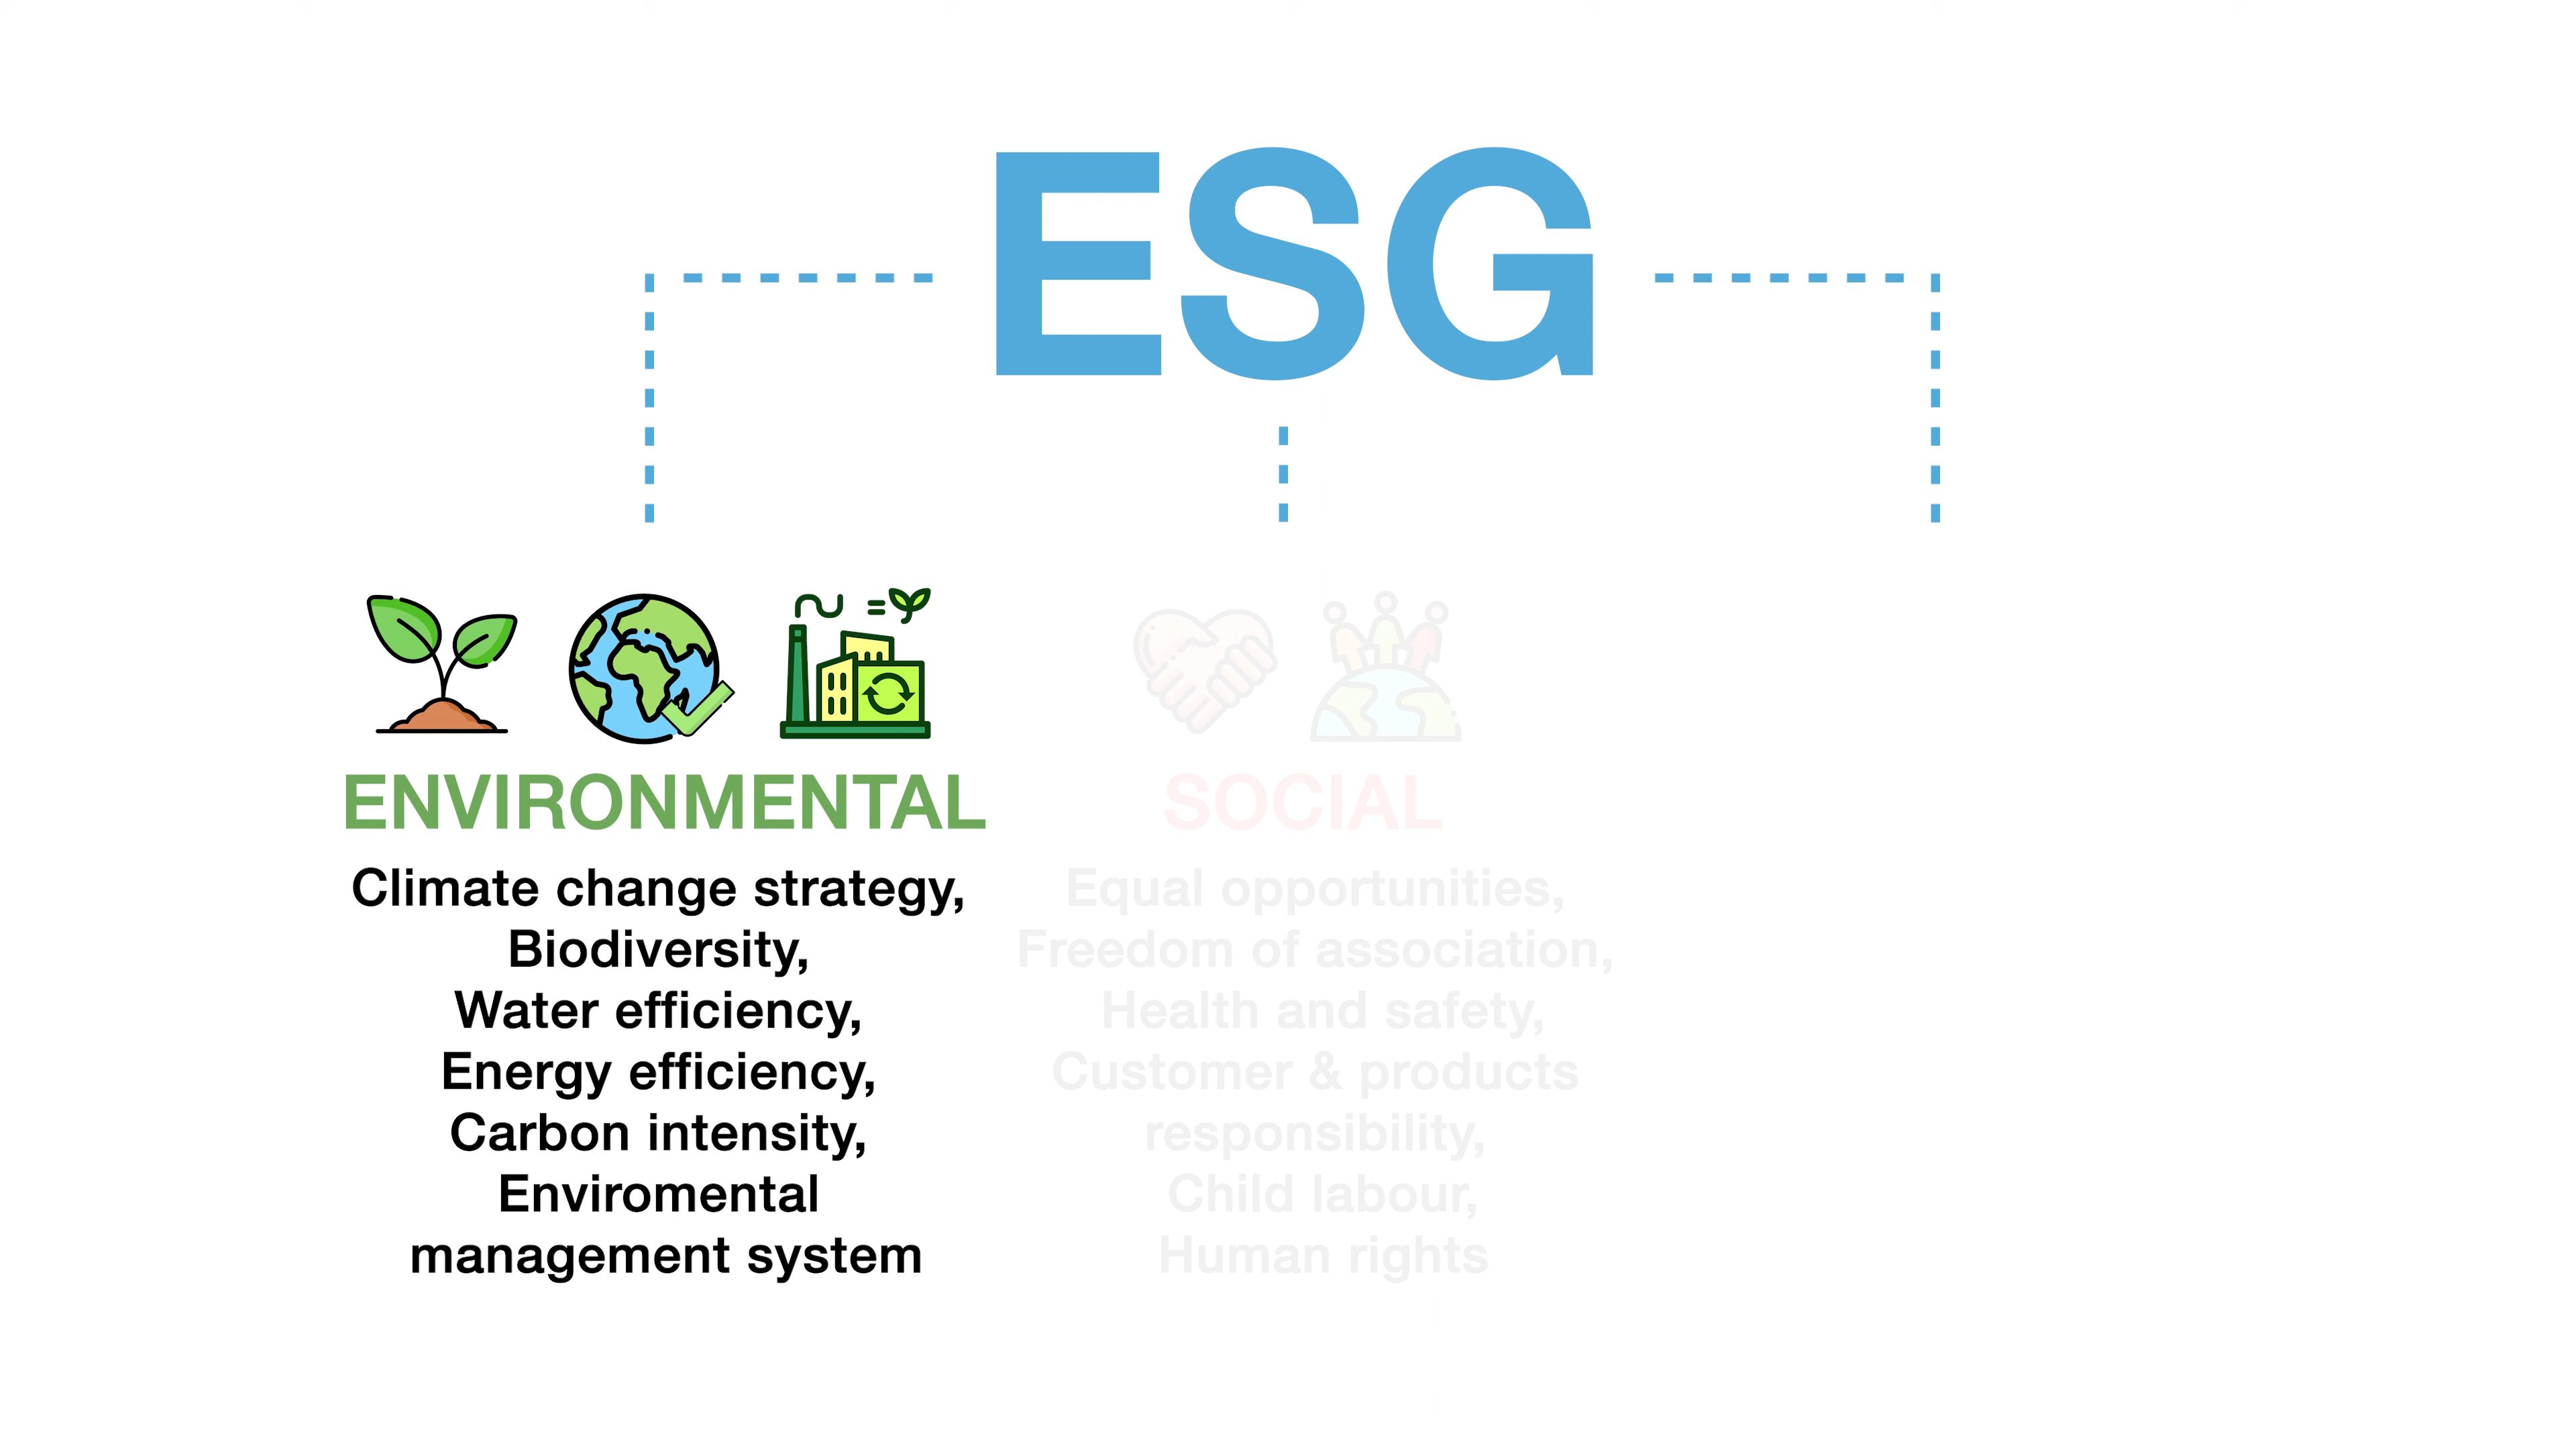 ESG
ENVIRONMENTAL
Climate change strategy,
Biodiversity,
Water efficiency,
Energy efficiency,
Carbon intensity,
Enviromental
management system
SOCIAL
Equal opportunities,
Freedom of association,
Health and safety,
Customer & products
responsibility,
Child labour,
Human rights